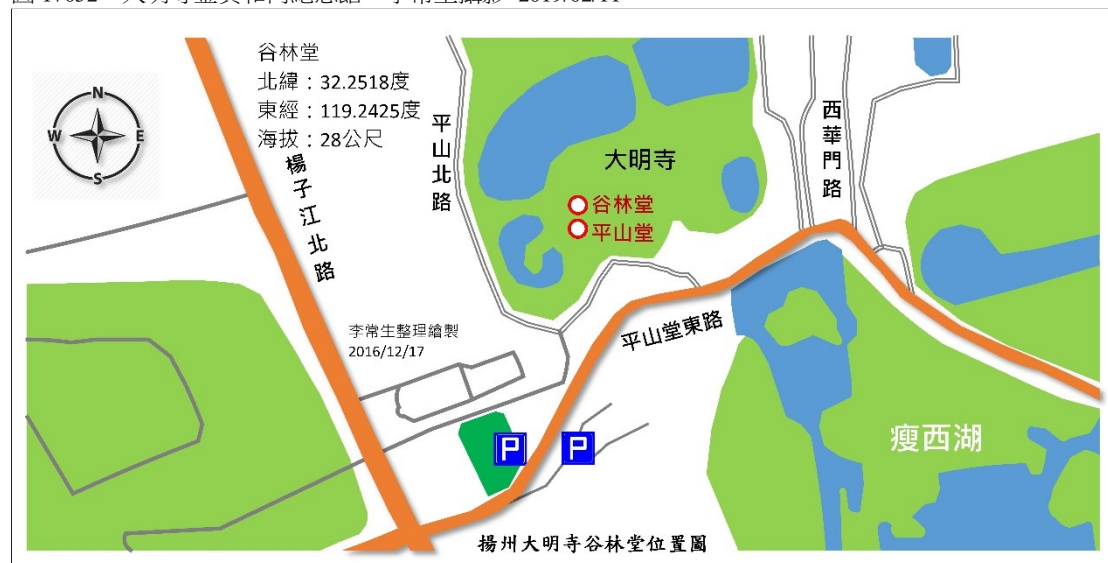 谷林堂
北緯：32.2518度
東經：119.2425度
海拔：28公尺
N
W
E
S
楊子江北路
平山北路
大明寺
谷林堂
平山堂
西華門路
平山堂東路
李常生整理繪製
2016/12/17
P
P
瘦西湖
揚州大明寺谷林堂位置圖